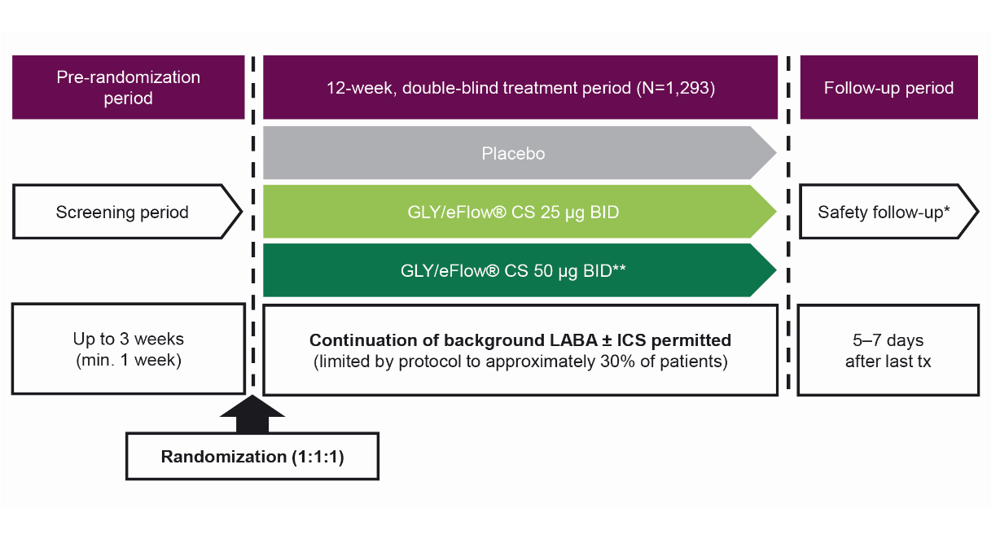 Pre-randomization
period
12-week, double-blind treatment period (N=1,293)
Follow-up period
Placebo
Screening period
GLY/eFlow® CS 25 µg BID
Safety follow-up*
GLY/eFlow® CS 50 µg BID**
Up to 3 weeks
(min. 1 week)
Continuation of background LABA ± ICS permitted
(limited by protocol to approximately 30% of patients)
5–7 days
after last tx
Randomization (1:1:1)